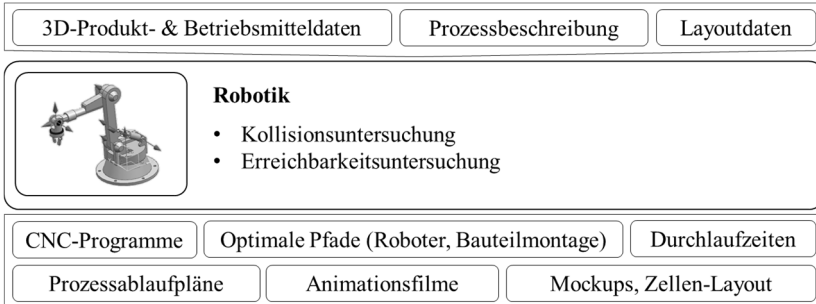 3D-Produkt- & Betriebsmitteldaten Prozessbeschreibung Layoutdaten
Robotik
• Kollisionsuntersuchung
• Erreichbarkeitsuntersuchung
CNC-Programme Optimale Pfade (Roboter, Bauteilmontage) Durchlaufzeiten
Prozessablaufpläne Animationsfilme Mockups, Zellen-Layout